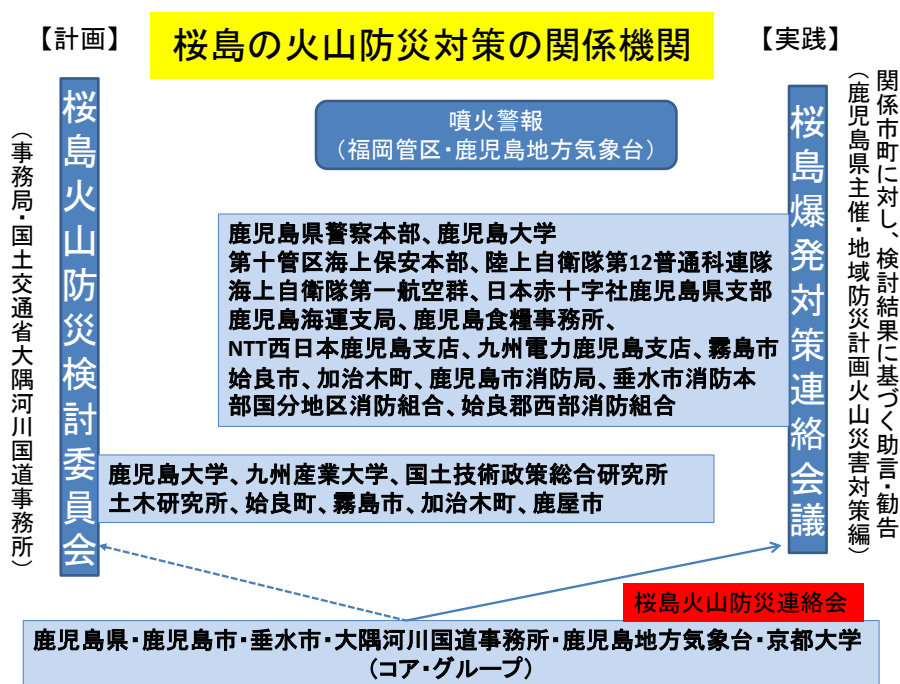 【計画】
桜島の火山防災対策の関係機関
【実践】
桜島火山防災検討委員会
（事務局・国土交通省大隅河川国道事務所）
噴火警報
（福岡管区・鹿児島地方気象台）
桜島爆発対策連絡会議
関係市町に対し、検討結果に基づく助言・勧告
（鹿児島県主催・地域防災計画火山災害対策編）
鹿児島県警察本部、鹿児島大学
第十管区海上保安本部、陸上自衛隊第12普通科連隊
海上自衛隊第一航空群、日本赤十字社鹿児島県支部
鹿児島海運支局、鹿児島食糧事務所、
NTT西日本鹿児島支店、九州電力鹿児島支店、霧島市
姶良市、加治木町、鹿児島市消防局、垂水市消防本
部国分地区消防組合、姶良郡西部消防組合
鹿児島大学、九州産業大学、国土技術政策総合研究所
土木研究所、姶良町、霧島市、加治木町、鹿屋市
桜島火山防災連絡会
鹿児島県・鹿児島市・垂水市・大隅河川国道事務所・鹿児島地方気象台・京都大学
（コア・グループ）